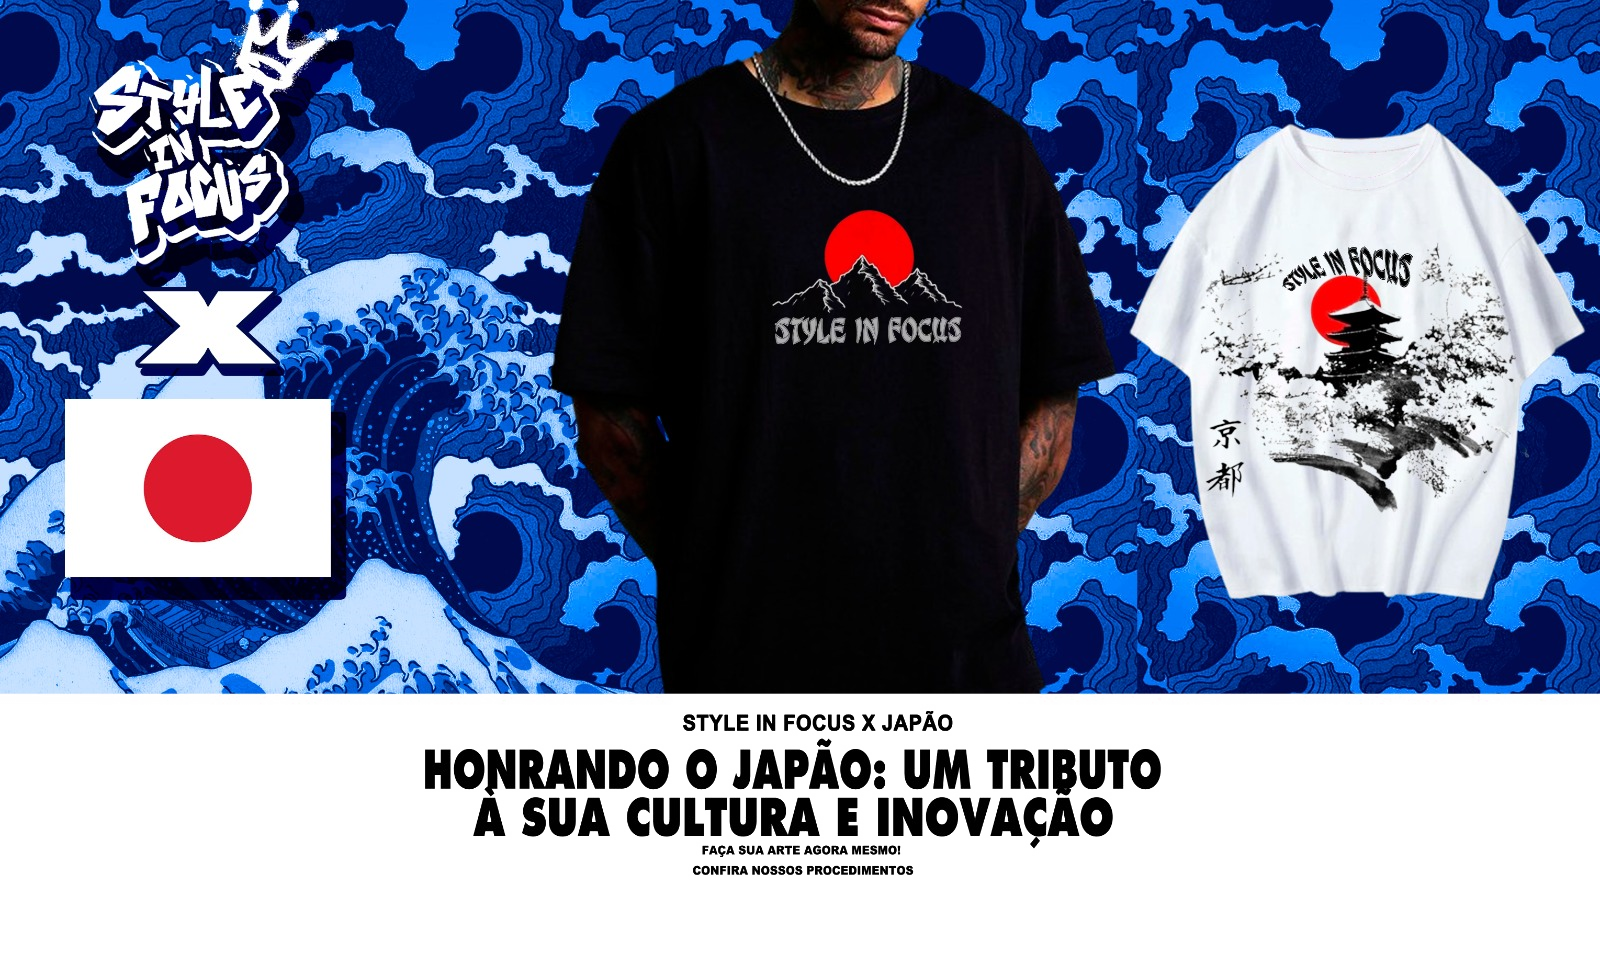 STYLE
IN
FOCUS
X
STYLE IN FOCUS
STYLE IN FOCUS
京
都
STYLE IN FOCUS X JAPÃO
HONRANDO O JAPÃO: UM TRIBUTO
À SUA CULTURA E INOVAÇÃO
FAÇA SUA ARTE AGORA MESMO!
CONFIRA NOSSOS PROCEDIMENTOS